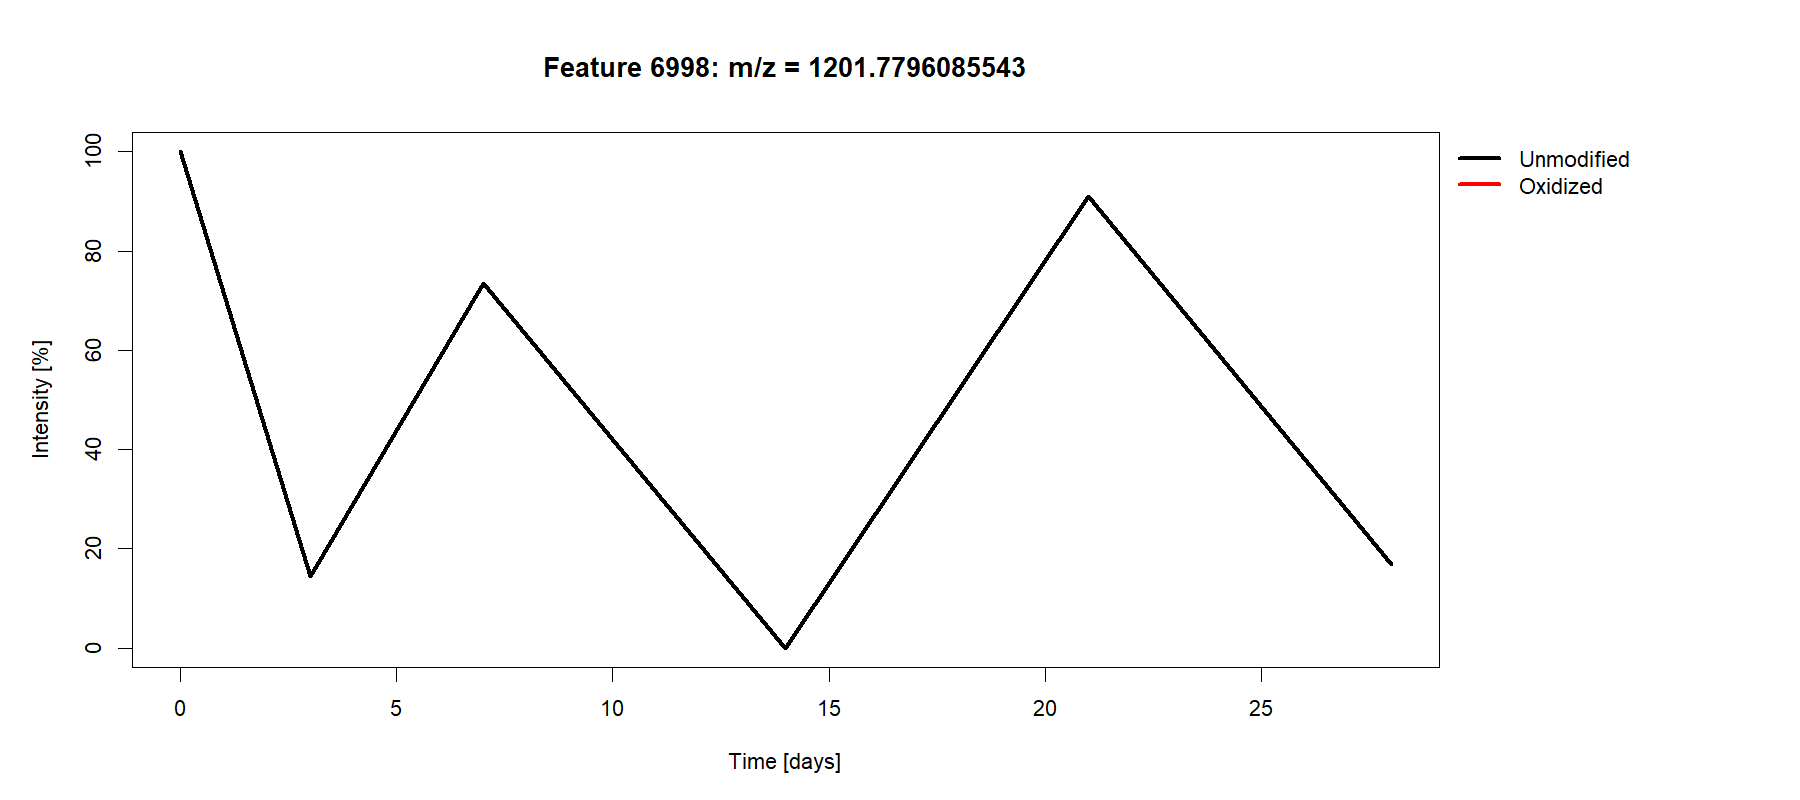 Feature 6998: m/z = 1201.7796085543
Unmodified
Oxidized
Intensity [%]
100
80
60
40
20
0
0 5 10 15 20 25
Time [days]